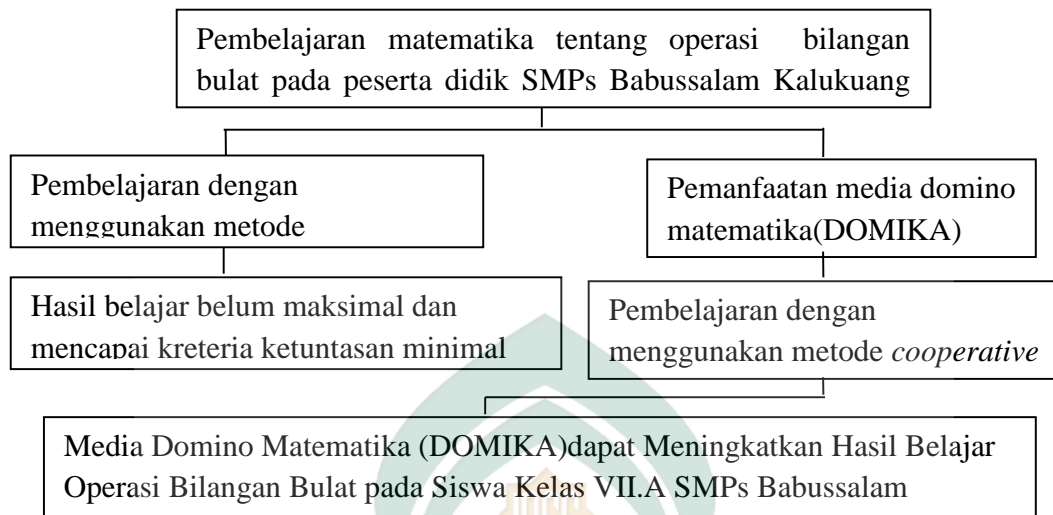 Pembelajaran matematika tentang operasi bilangan
bulat pada peserta didik SMPs Babussalam Kalukuang
Pembelajaran dengan
menggunakan metode
Pemanfaatan media domino
matematika(DOMIKA)
Hasil belajar belum maksimal dan
mencapai kreteria ketuntasan minimal
Pembelajaran dengan
menggunakan metode cooperative
Media Domino Matematika (DOMIKA)dapat Meningkatkan Hasil Belajar
Operasi Bilangan Bulat pada Siswa Kelas VII.A SMPs Babussalam